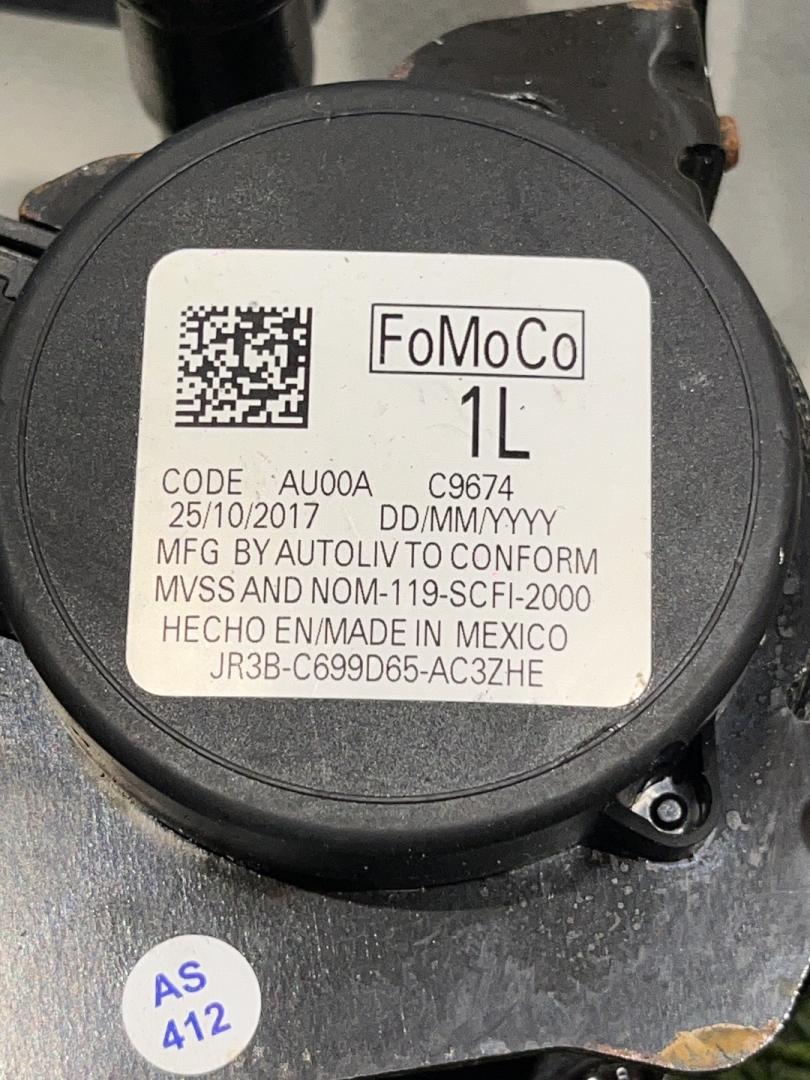 FoMoCo
1L
CODE AU00A C9674
25/10/2017 DD/MM/YYYY
MFG BY AUTOLIV TO CONFORM
MVSS AND NOM-119-SCFI-2000
HECHO EN/MADE IN MEXICO
JR3B-C699D65-AC3ZHE
AS
412